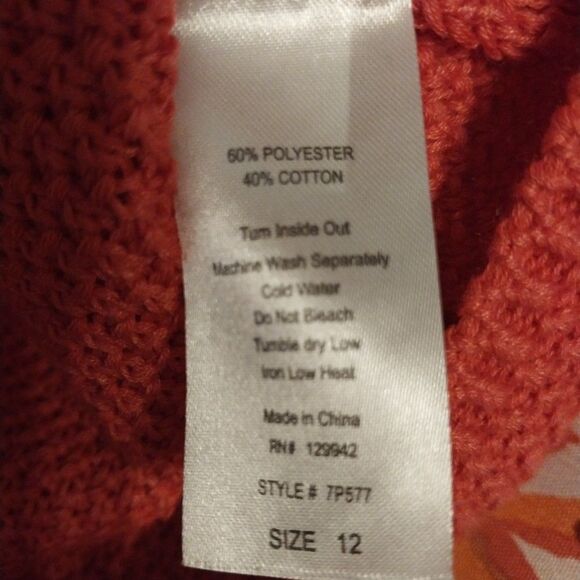 60% POLYESTER
40% COTTON
Turn Inside Out
Machine Wash Separately
Cold Water
Do Not Bleach
Tumble dry Low
Iron Low Heat
Made in China
RN# 129942
STYLE # 7P577
SIZE 12